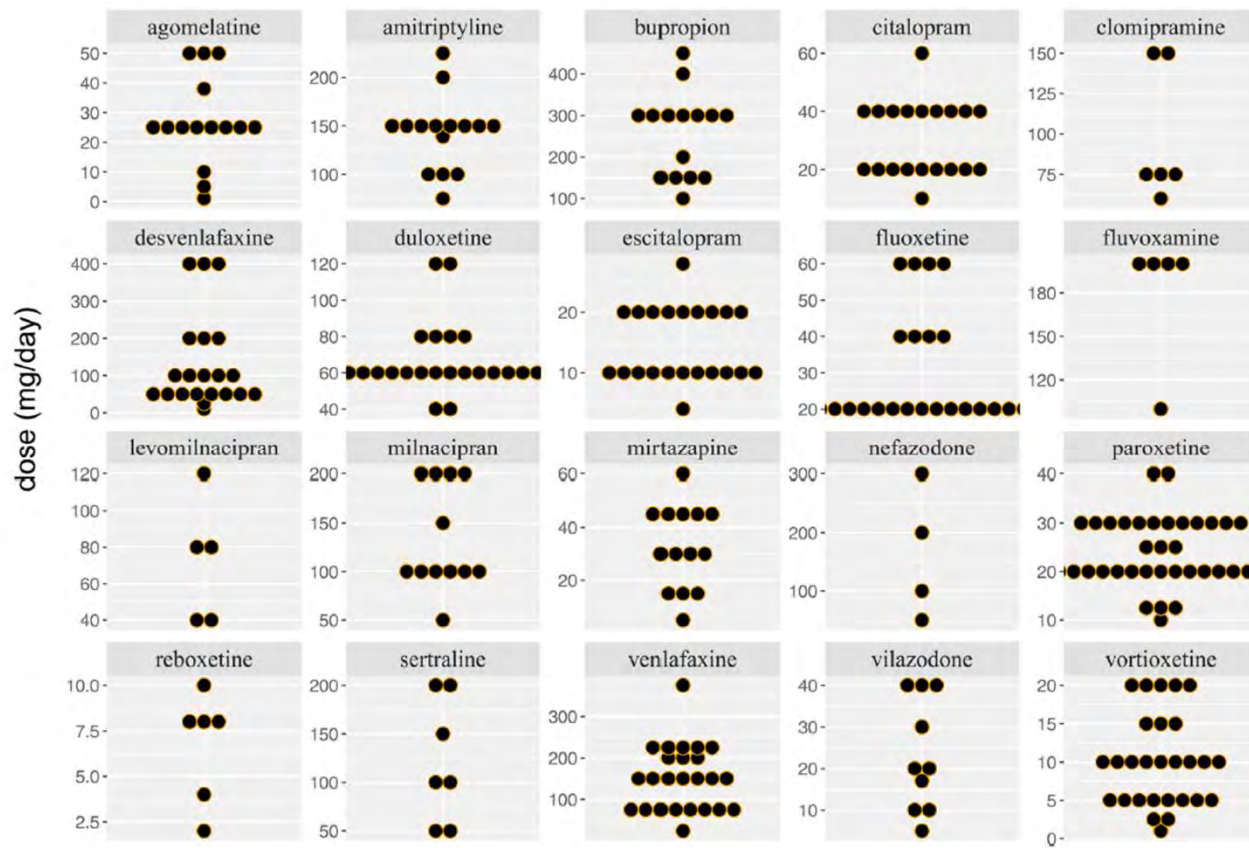 agomelatine amitriptyline bupropion citalopram clomipramine
50 40 30 20 10 0
200 150 100
400 300 200 100
60 40 20
150 125 100 75
desvenlafaxine duloxetine escitalopram fluoxetine fluvoxamine
400 300 200 100 0
120 100 80 60 40
20 10
60 50 40 30 20
180 150 120
dose (mg/day)
levomilnacipran milnacipran mirtazapine nefazodone paroxetine
120 100 80 60 40
200 150 100 50
60 40 20
300 200 100
40 30 20 10
reboxetine sertraline venlafaxine vilazodone vortioxetine
10.0 7.5 5.0 2.5
200 150 100 50
300 200 100
40 30 20 10
20 15 10 5 0